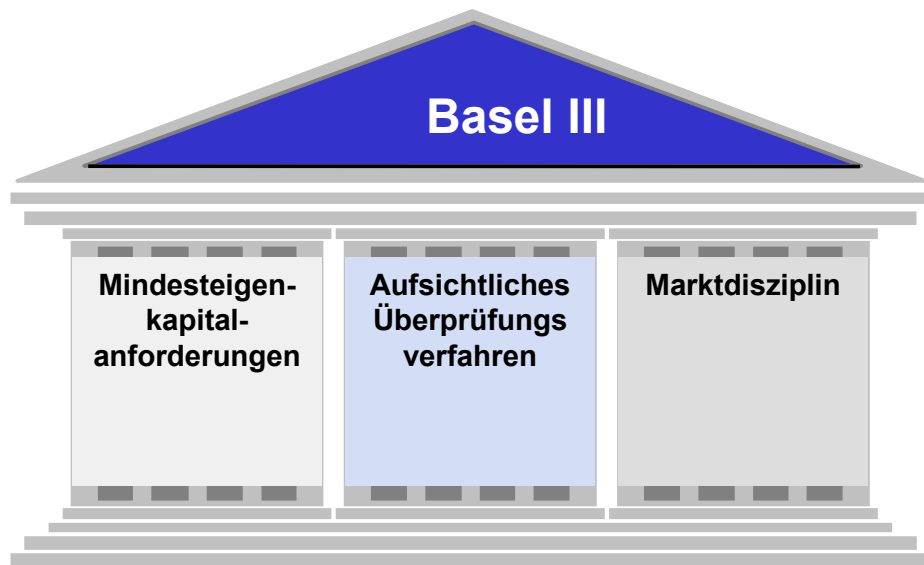 Basel III
Mindesteigen-
kapital-
anforderungen
Aufsichtliches
Überprüfungs
verfahren
Marktdisziplin